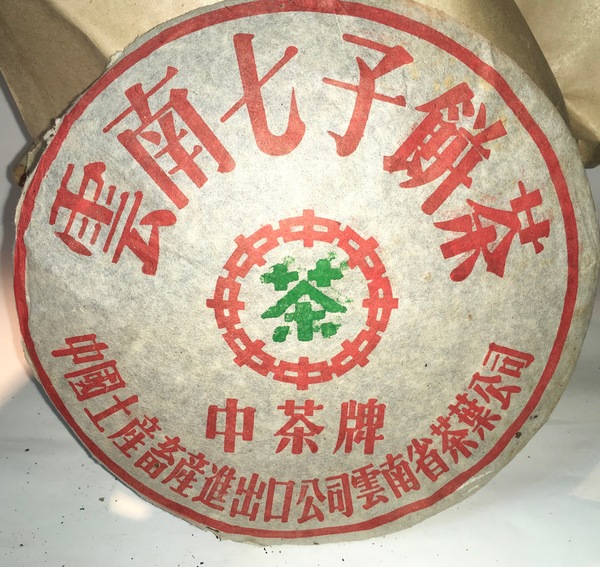 雲南七子餅茶
茶
中茶牌
中國土産畜産進出口公司雲南省茶葉公司